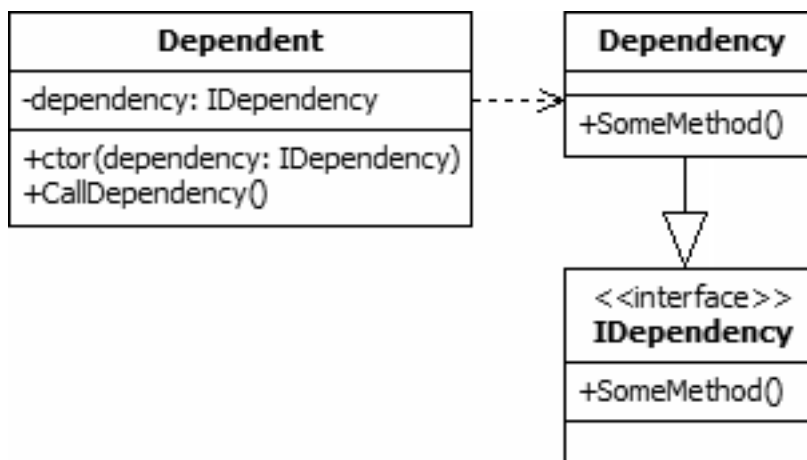 Dependent
-dependency: IDependency
+ctor(dependency: IDependency)
+CallDependency()
Dependency
+SomeMethod()
<<interface>>
IDependency
+SomeMethod()